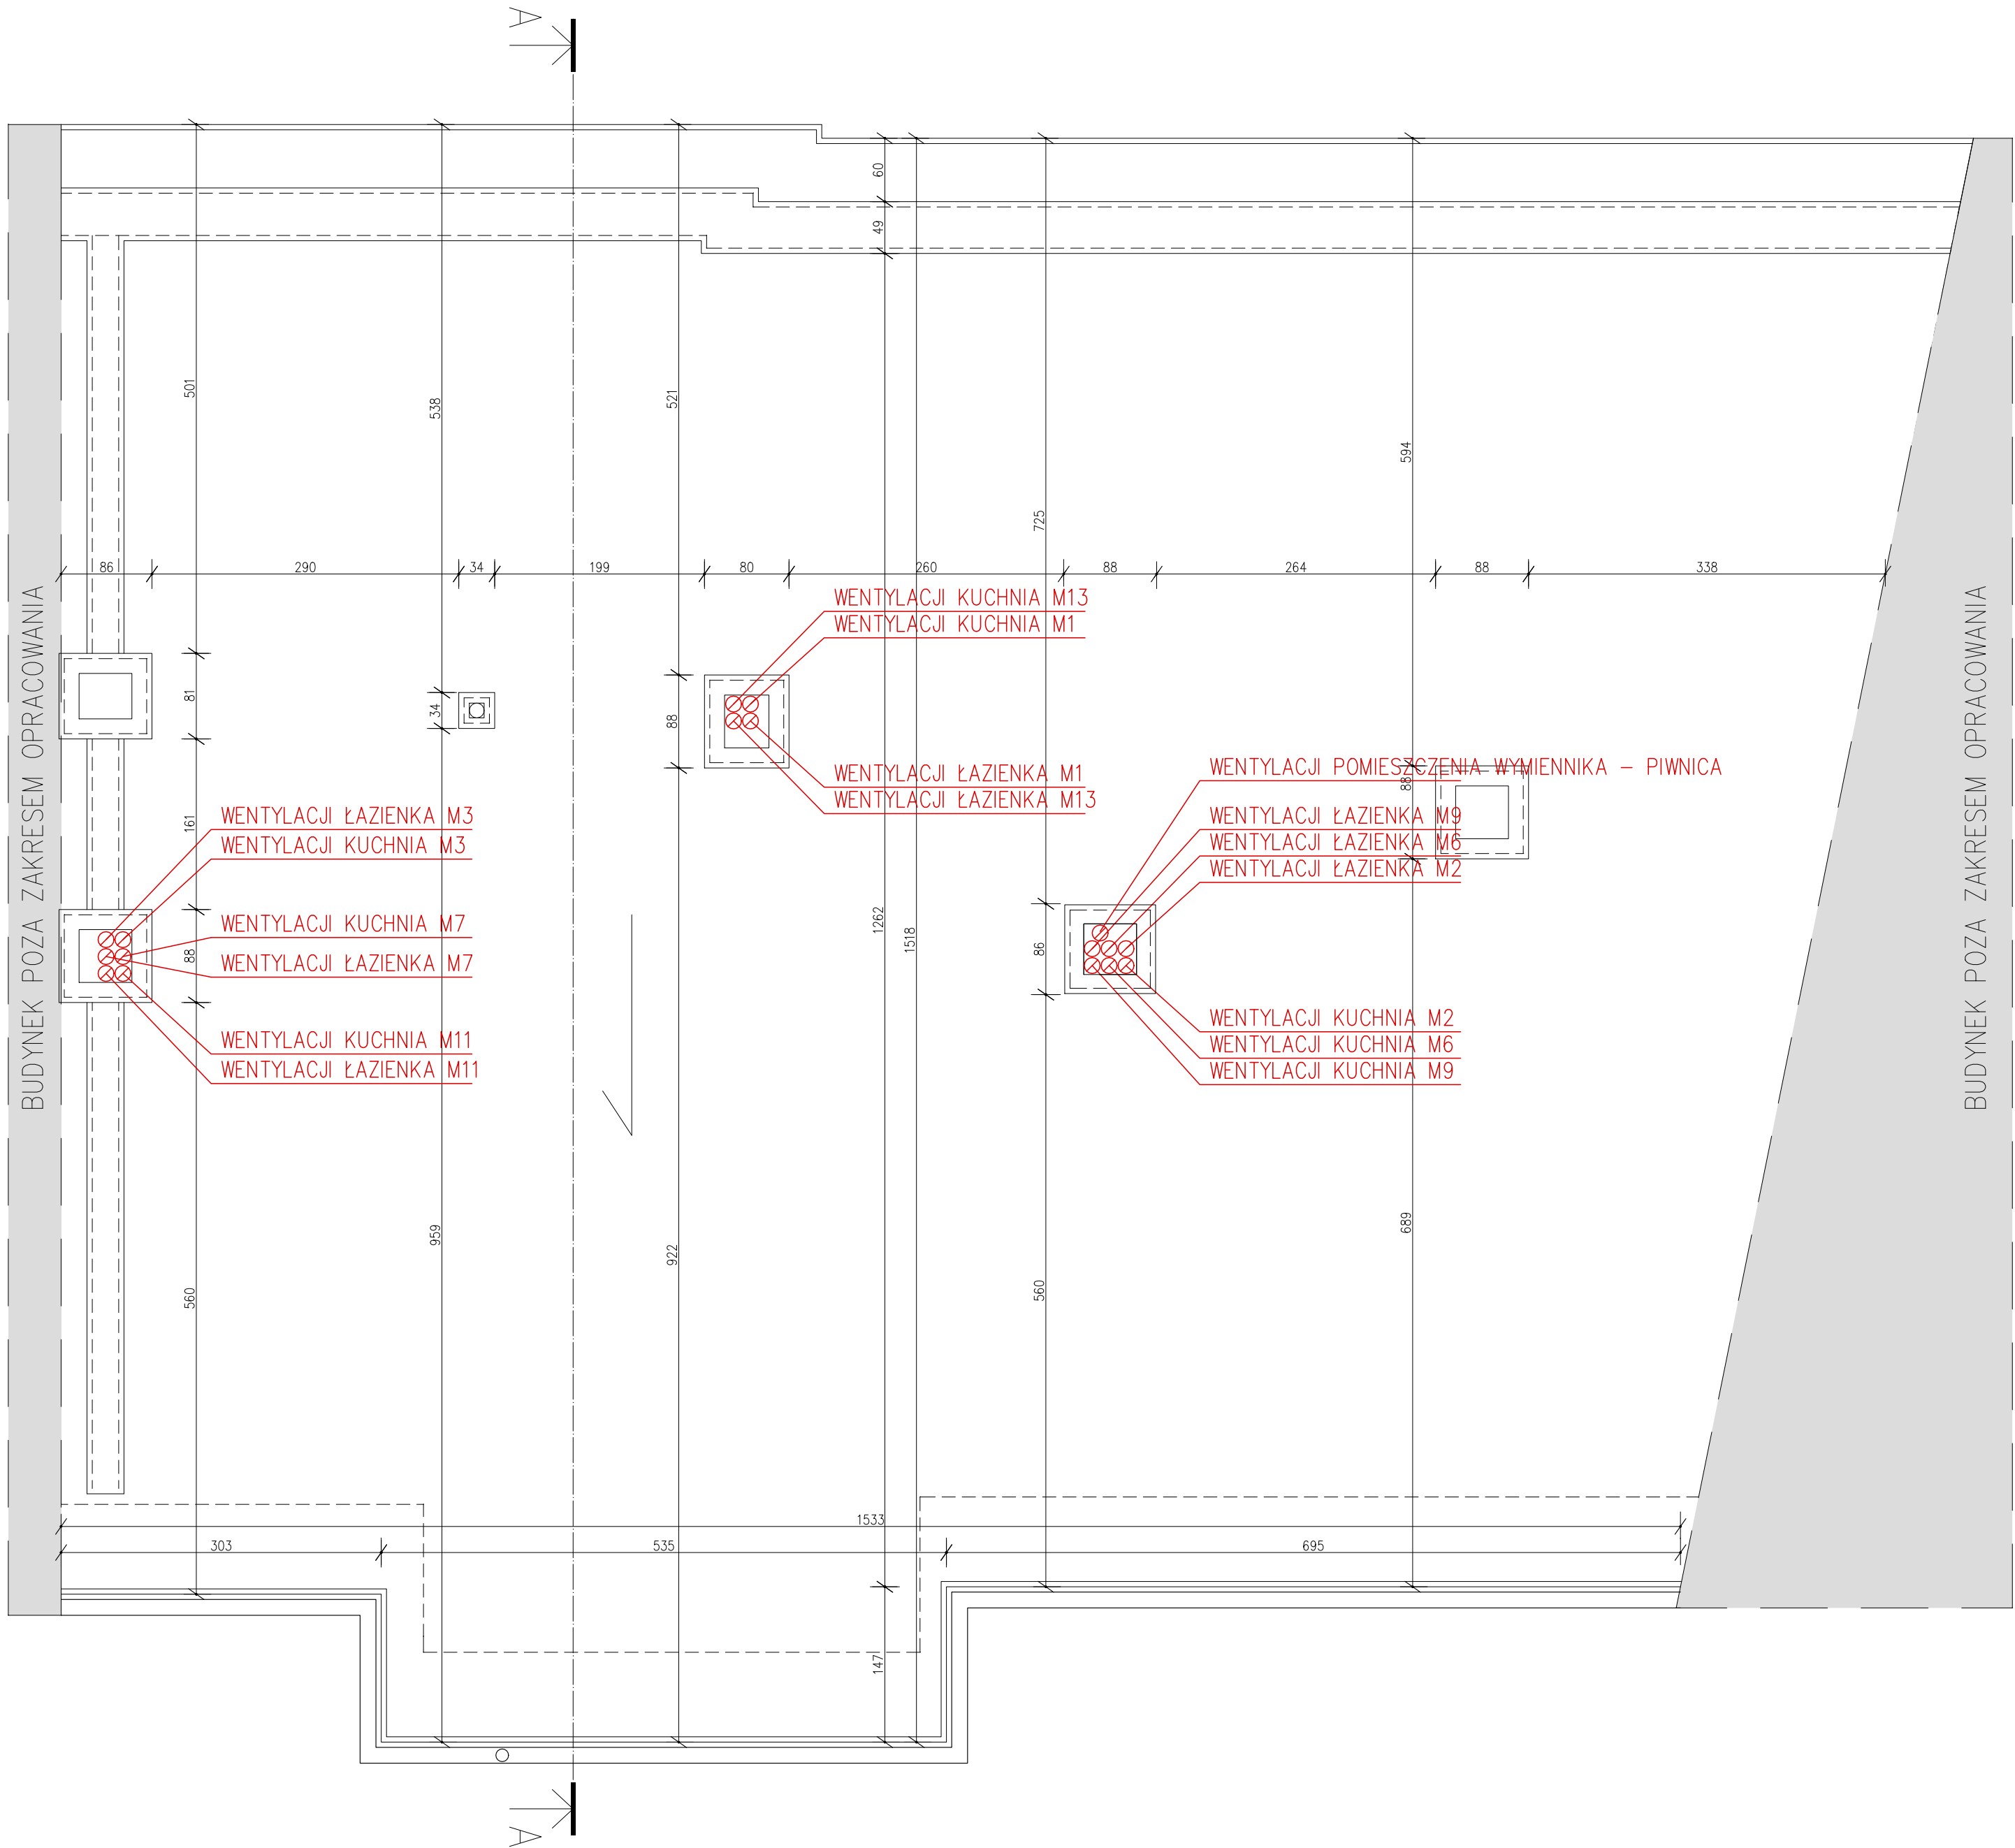 A
60
49
501
538
521
594
725
86
290
34
199
80
260
88
264
88
338
BUDYNEK POZA ZAKRESEM OPRACOWANIA
BUDYNEK POZA ZAKRESEM OPRACOWANIA
WENTYLACJI KUCHNIA M13
WENTYLACJI KUCHNIA M1
81
34
88
WENTYLACJI ŁAZIENKA M1
WENTYLACJI ŁAZIENKA M13
WENTYLACJI POMIESZCZENIA WYMIENNIKA – PIWNICA
88
WENTYLACJI ŁAZIENKA M9
WENTYLACJI ŁAZIENKA M6
WENTYLACJI ŁAZIENKA M2
161
WENTYLACJI ŁAZIENKA M3
WENTYLACJI KUCHNIA M3
WENTYLACJI KUCHNIA M7
WENTYLACJI ŁAZIENKA M7
88
1262
1518
86
WENTYLACJI KUCHNIA M11
WENTYLACJI ŁAZIENKA M11
WENTYLACJI KUCHNIA M2
WENTYLACJI KUCHNIA M6
WENTYLACJI KUCHNIA M9
560
959
922
560
689
1533
303
535
695
147
A